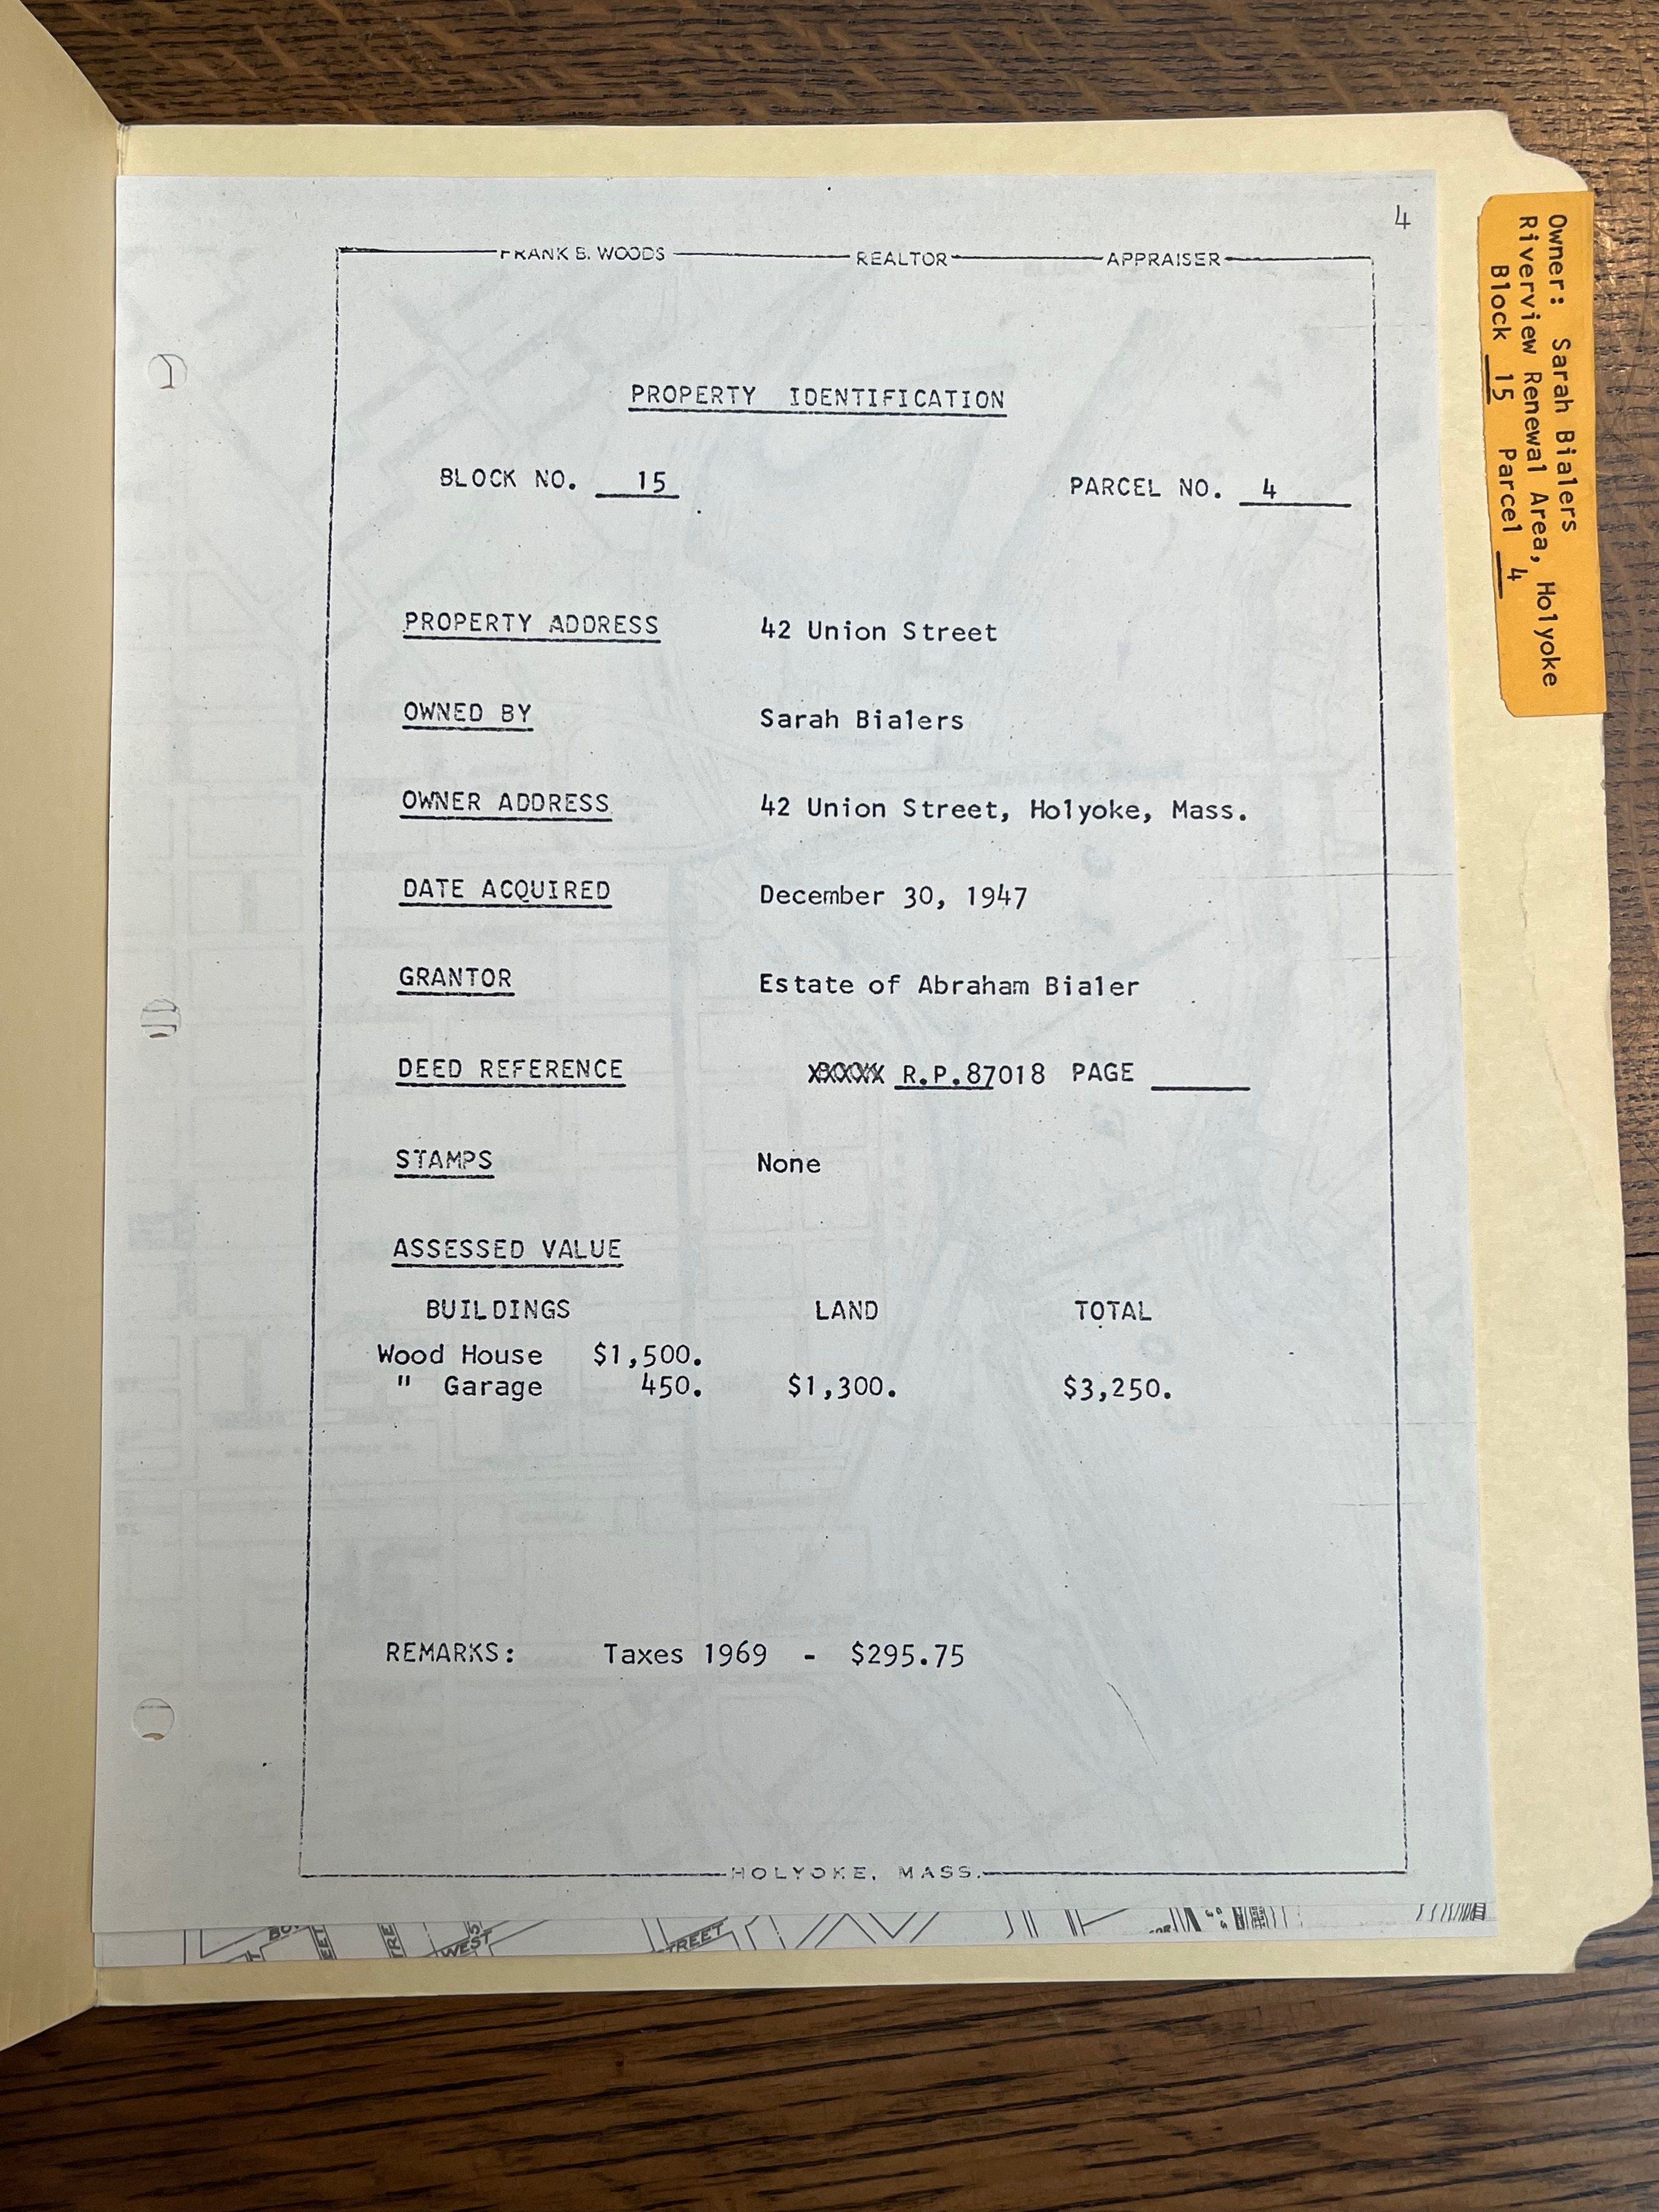 4
FRANK B. WOODS REALTOR APPRAISER
PROPERTY IDENTIFICATION
BLOCK NO. 15 PARCEL NO. 4
PROPERTY ADDRESS 42 Union Street
OWNED BY Sarah Bialers
OWNER ADDRESS 42 Union Street, Holyoke, Mass.
DATE ACQUIRED December 30, 1947
GRANTOR Estate of Abraham Bialer
DEED REFERENCE R.P.87018 PAGE
STAMPS None
ASSESSED VALUE
BUILDINGS LAND TOTAL
Wood House $1,500.
" Garage 450. $1,300. $3,250.
REMARKS: Taxes 1969 - $295.75
HOLYOKE, MASS.
WEST
Owner: Sarah Bialers
Riverview Renewal Area, Holyoke
Block 15 Parcel 4